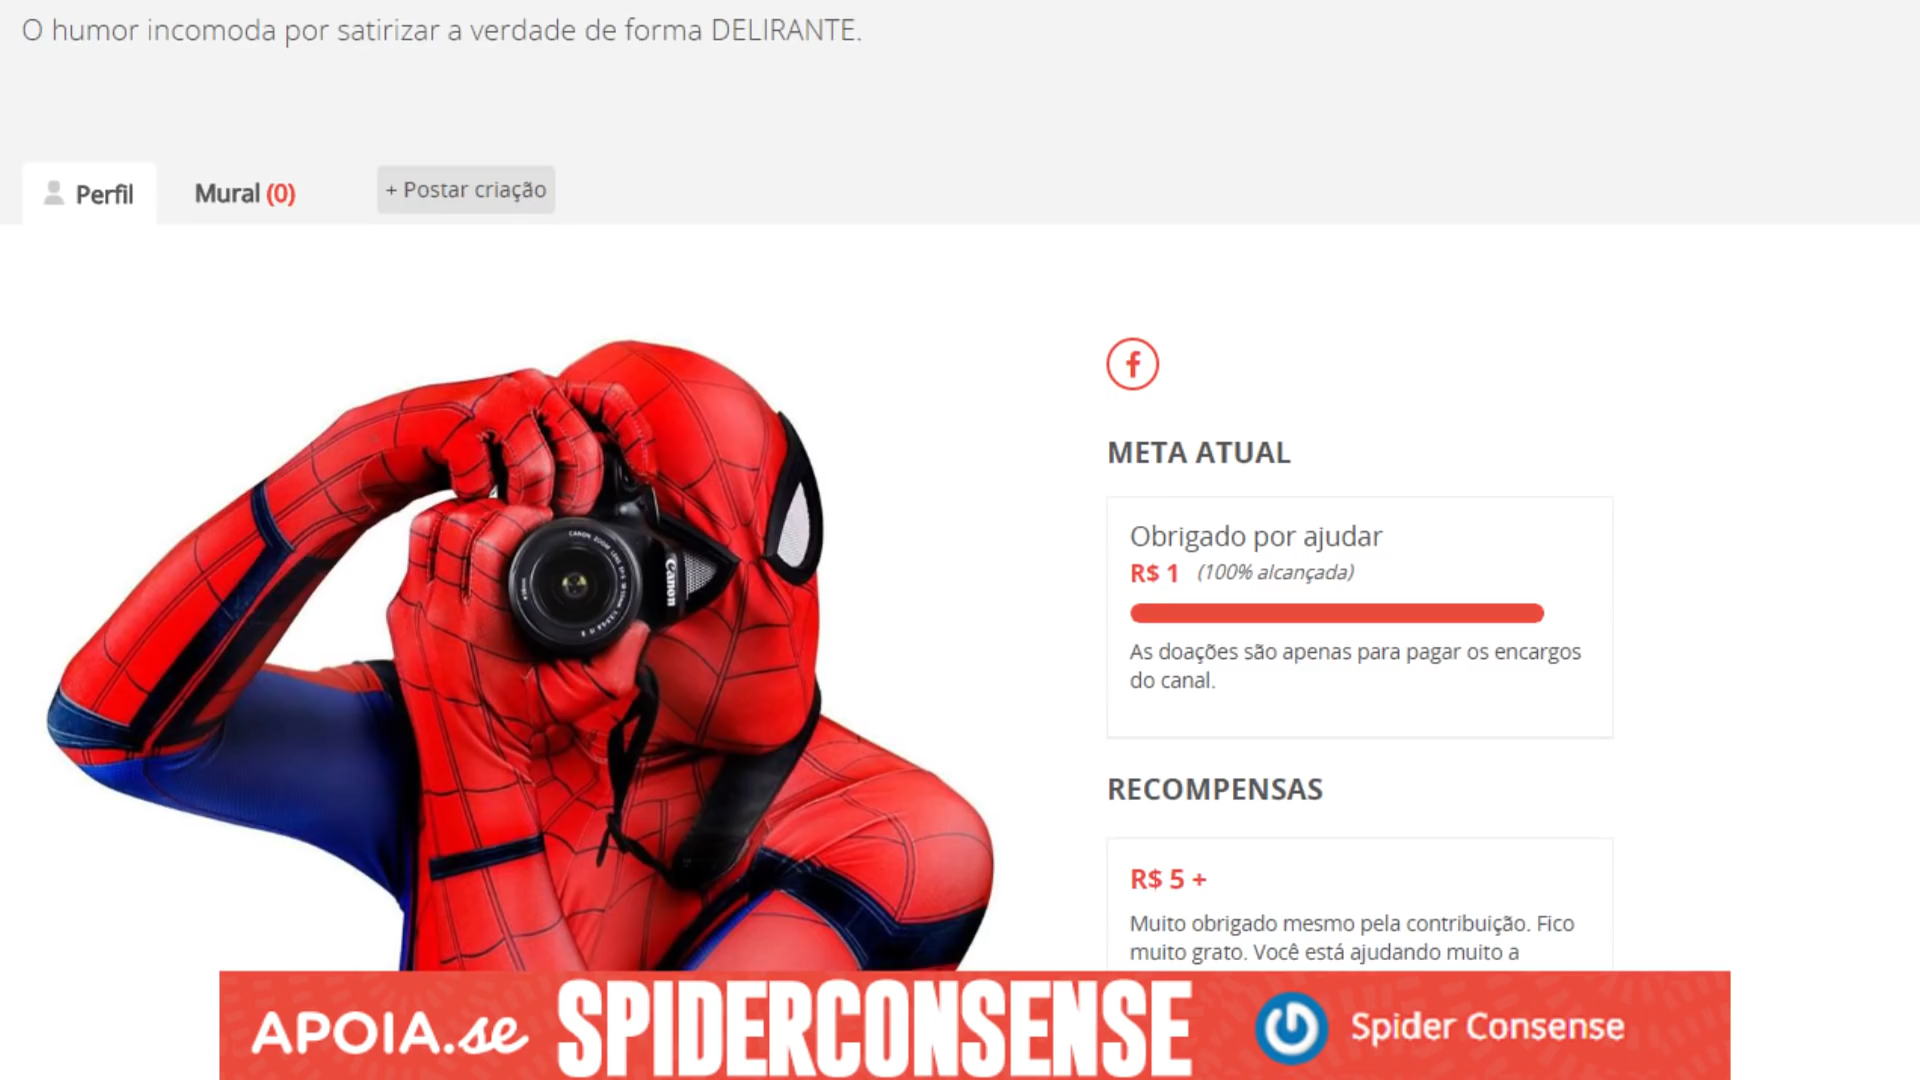 O humor incomoda por satirizar a verdade de forma DELIRANTE.
Perfil
Mural (0)
+ Postar criação
META ATUAL
Obrigado por ajudar
R$ 1 (100% alcançada)
As doações são apenas para pagar os encargos
do canal.
RECOMPENSAS
R$ 5 +
Muito obrigado mesmo pela contribuição. Fico
muito grato. Você está ajudando muito a
Canon
APOIA.se SPIDERCONSENSE Spider Consense